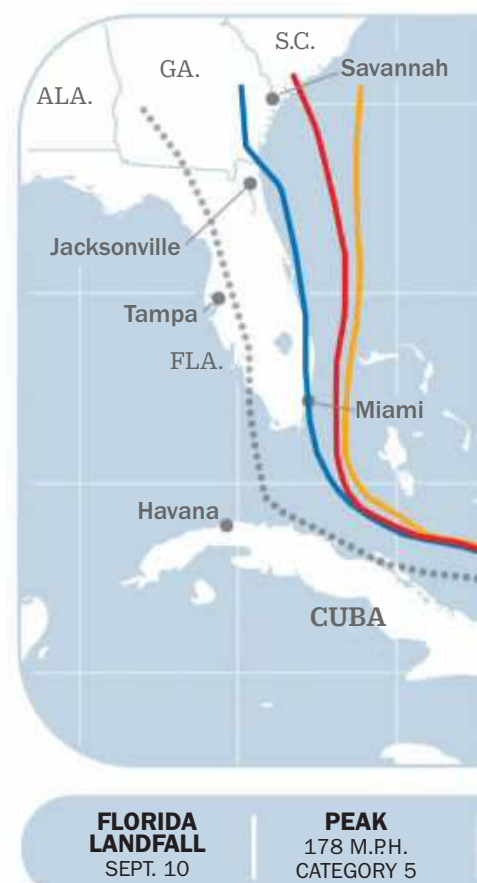 S.C.
GA.
Savannah
ALA.
Jacksonville
Tampa
FLA.
Miami
Havana
CUBA
FLORIDA
LANDFALL
SEPT. 10
PEAK
178 M.P.H.
CATEGORY 5